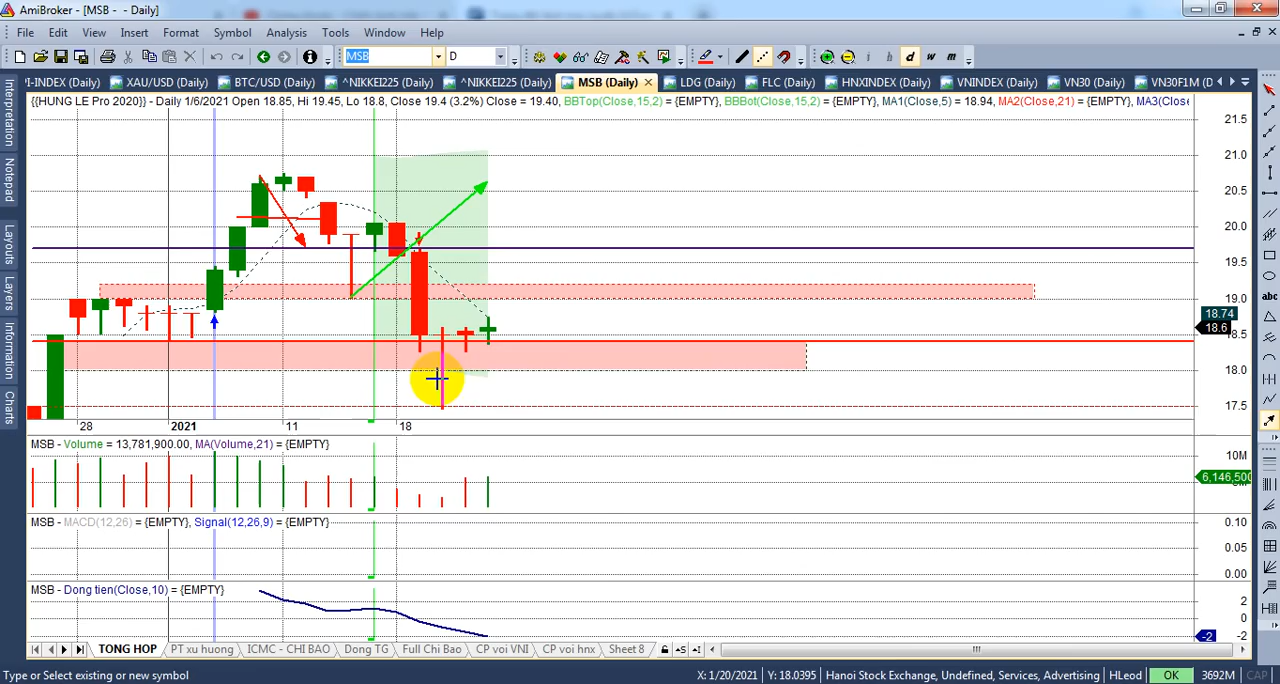 AmiBroker - [MSB - - Daily]
File Edit View Insert Format Symbol Analysis Tools Window Help
MSB D i h d w m
I-INDEX (Daily) XAU/USD (Daily) BTC/USD (Daily) ^NIKKEI225 (Daily) ^NIKKEI225 (Daily) MSB (Daily) LDG (Daily) FLC (Daily) HNXINDEX (Daily) VNINDEX (Daily) VN30 (Daily) VN30F1M (D
{{HUNG LE Pro 2020}} - Daily 1/6/2021 Open 18.85, Hi 19.45, Lo 18.8, Close 19.4 (3.2%) Close = 19.40, BBTop(Close,15,2) = {EMPTY}, BBBot(Close,15,2) = {EMPTY}, MA1(Close,5) = 18.94, MA2(Close,21) = {EMPTY}, MA3(Close
Interpretation
Notepad
Layouts
Layers
Information
Charts
21.5
21.0
20.5
20.0
19.5
19.0
18.74
18.6
18.5
18.0
17.5
28 2021 11 18
MSB - Volume = 13,781,900.00, MA(Volume,21) = {EMPTY}
10M
6,146,500
MSB - MACD(12,26) = {EMPTY}, Signal(12,26,9) = {EMPTY}
0.10
0.05
0.00
MSB - Dong tien(Close,10) = {EMPTY}
2
0
-2
-2
abc
TONG HOP PT xu huong ICMC - CHI BAO Dong TG Full Chi Bao CP voi VNI CP voi hnx Sheet 8
Type or Select existing or new symbol X: 1/20/2021 Y: 18.0395 Hanoi Stock Exchange, Undefined, Services, Advertising HLeod OK 3692M CAP